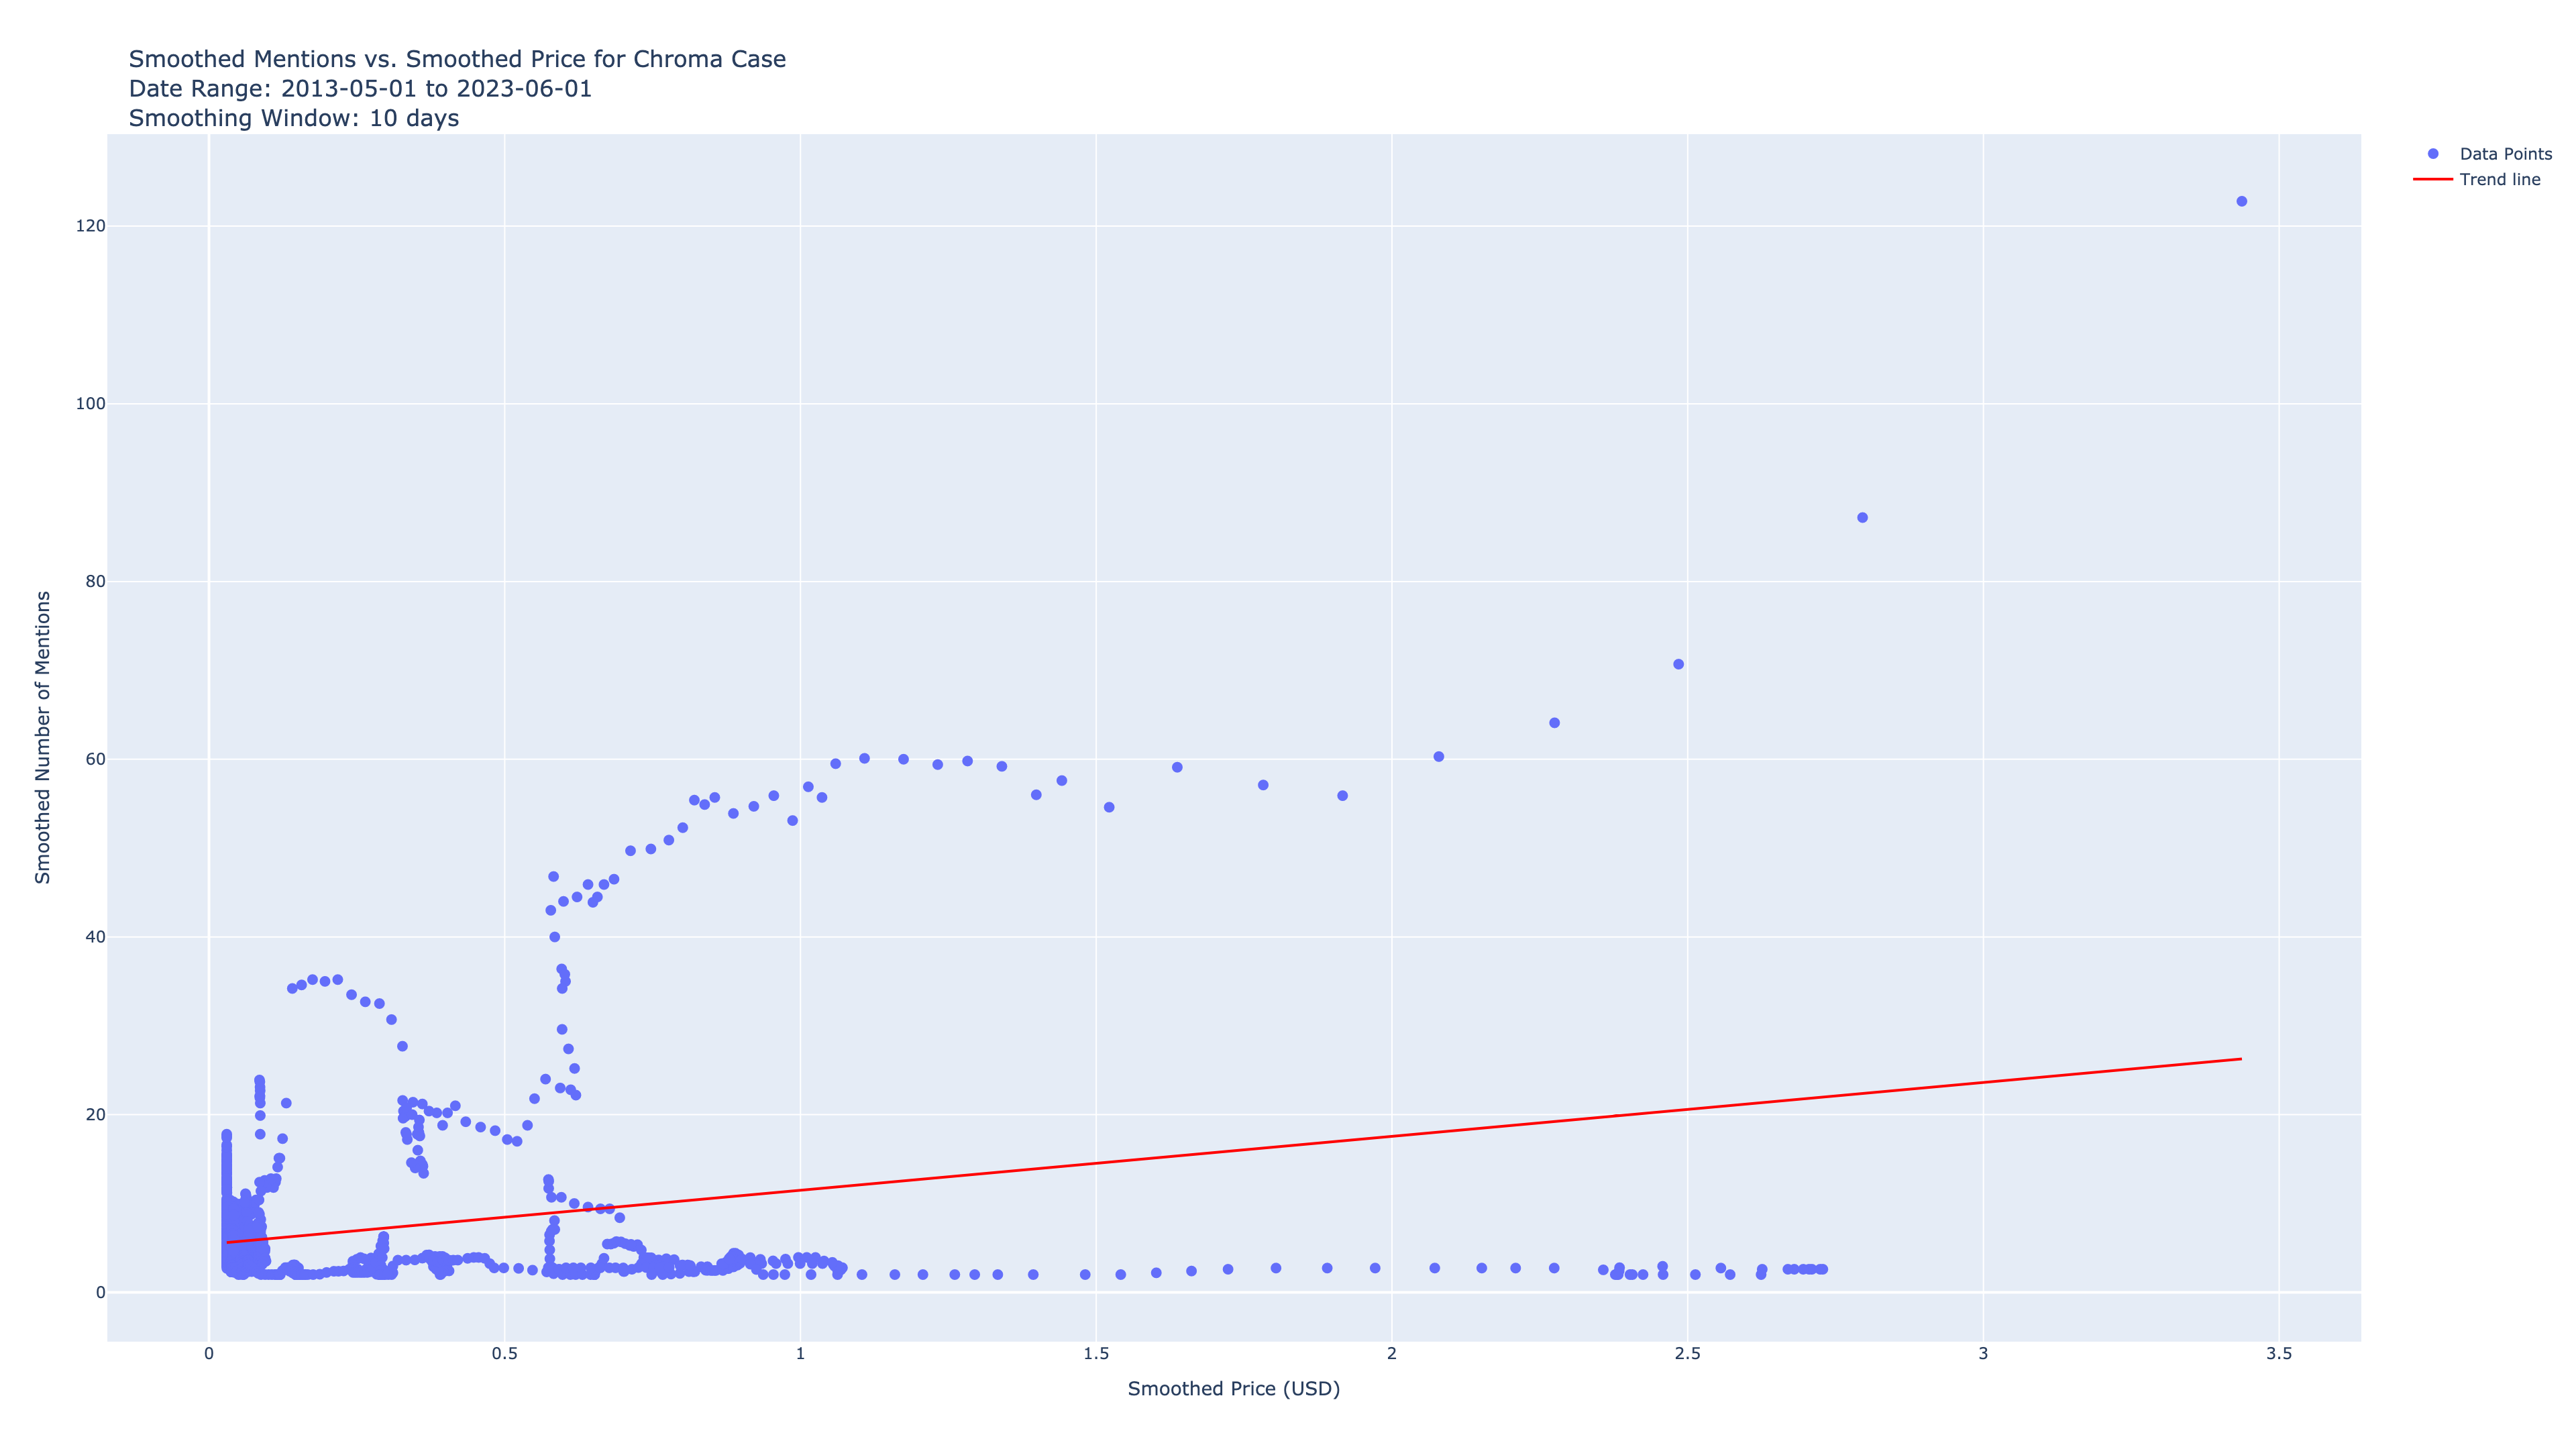 Smoothed Mentions vs. Smoothed Price for Chroma Case
Date Range: 2013-05-01 to 2023-06-01
Smoothing Window: 10 days
Data Points
Trend line
120
100
80
60
40
20
0
Smoothed Number of Mentions
0 0.5 1 1.5 2 2.5 3 3.5
Smoothed Price (USD)